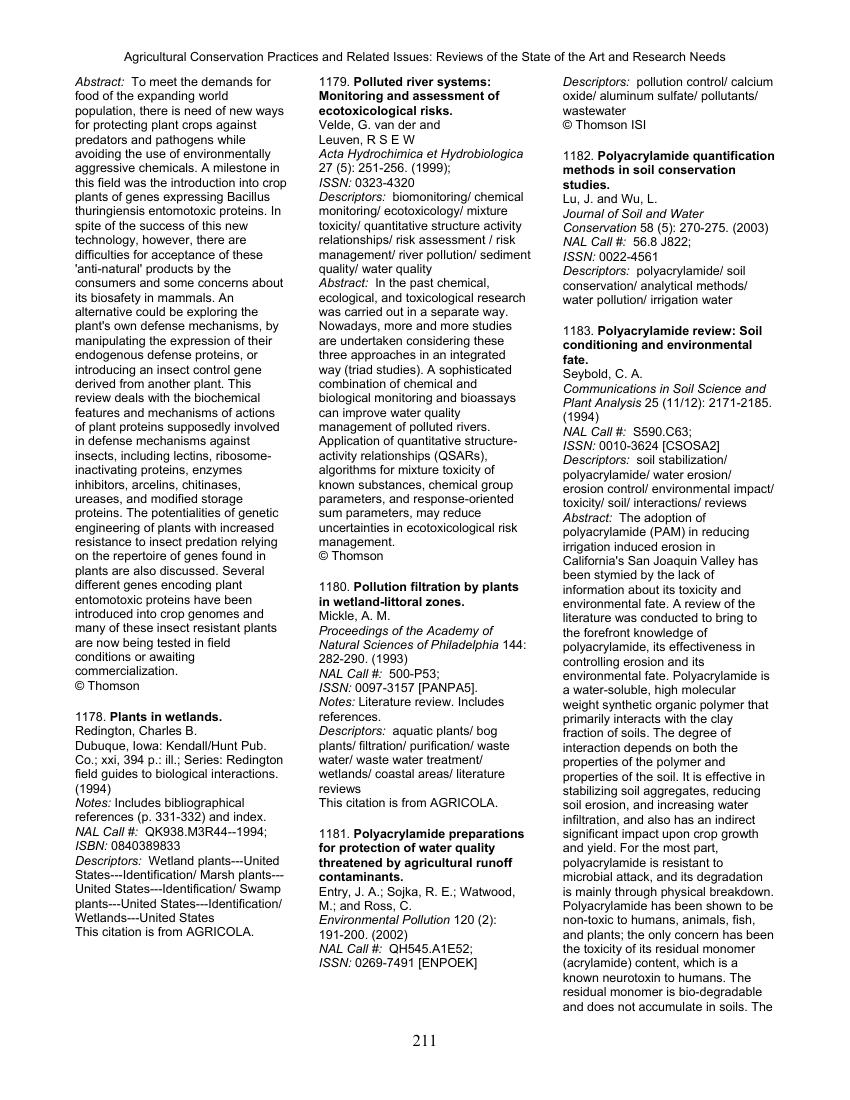 Agricultural Conservation Practices and Related Issues: Reviews of the State of the Art and Research Needs
Abstract: To meet the demands for
food of the expanding world
population, there is need of new ways
for protecting plant crops against
predators and pathogens while
avoiding the use of environmentally
aggressive chemicals. A milestone in
this field was the introduction into crop
plants of genes expressing Bacillus
thuringiensis entomotoxic proteins. In
spite of the success of this new
technology, however, there are
difficulties for acceptance of these
'anti-natural' products by the
consumers and some concerns about
its biosafety in mammals. An
alternative could be exploring the
plant's own defense mechanisms, by
manipulating the expression of their
endogenous defense proteins, or
introducing an insect control gene
derived from another plant. This
review deals with the biochemical
features and mechanisms of actions
of plant proteins supposedly involved
in defense mechanisms against
insects, including lectins, ribosome-
inactivating proteins, enzymes
inhibitors, arcelins, chitinases,
ureases, and modified storage
proteins. The potentialities of genetic
engineering of plants with increased
resistance to insect predation relying
on the repertoire of genes found in
plants are also discussed. Several
different genes encoding plant
entomotoxic proteins have been
introduced into crop genomes and
many of these insect resistant plants
are now being tested in field
conditions or awaiting
commercialization.
© Thomson
1178. Plants in wetlands.
Redington, Charles B.
Dubuque, Iowa: Kendall/Hunt Pub.
Co.; xxi, 394 p.: ill.; Series: Redington
field guides to biological interactions.
(1994)
Notes: Includes bibliographical
references (p. 331-332) and index.
NAL Call #: QK938.M3R44--1994;
ISBN: 0840389833
Descriptors: Wetland plants---United
States---Identification/ Marsh plants---
United States---Identification/ Swamp
plants---United States---Identification/
Wetlands---United States
This citation is from AGRICOLA.
1179. Polluted river systems:
Monitoring and assessment of
ecotoxicological risks.
Velde, G. van der and
Leuven, R S E W
Acta Hydrochimica et Hydrobiologica
27 (5): 251-256. (1999);
ISSN: 0323-4320
Descriptors: biomonitoring/ chemical
monitoring/ ecotoxicology/ mixture
toxicity/ quantitative structure activity
relationships/ risk assessment / risk
management/ river pollution/ sediment
quality/ water quality
Abstract: In the past chemical,
ecological, and toxicological research
was carried out in a separate way.
Nowadays, more and more studies
are undertaken considering these
three approaches in an integrated
way (triad studies). A sophisticated
combination of chemical and
biological monitoring and bioassays
can improve water quality
management of polluted rivers.
Application of quantitative structure-
activity relationships (QSARs),
algorithms for mixture toxicity of
known substances, chemical group
parameters, and response-oriented
sum parameters, may reduce
uncertainties in ecotoxicological risk
management.
© Thomson
1180. Pollution filtration by plants
in wetland-littoral zones.
Mickle, A. M.
Proceedings of the Academy of
Natural Sciences of Philadelphia 144:
282-290. (1993)
NAL Call #: 500-P53;
ISSN: 0097-3157 [PANPA5].
Notes: Literature review. Includes
references.
Descriptors: aquatic plants/ bog
plants/ filtration/ purification/ waste
water/ waste water treatment/
wetlands/ coastal areas/ literature
reviews
This citation is from AGRICOLA.
1181. Polyacrylamide preparations
for protection of water quality
threatened by agricultural runoff
contaminants.
Entry, J. A.; Sojka, R. E.; Watwood,
M.; and Ross, C.
Environmental Pollution 120 (2):
191-200. (2002)
NAL Call #: QH545.A1E52;
ISSN: 0269-7491 [ENPOEK]
Descriptors: pollution control/ calcium
oxide/ aluminum sulfate/ pollutants/
wastewater
© Thomson ISI
1182. Polyacrylamide quantification
methods in soil conservation
studies.
Lu, J. and Wu, L.
Journal of Soil and Water
Conservation 58 (5): 270-275. (2003)
NAL Call #: 56.8 J822;
ISSN: 0022-4561
Descriptors: polyacrylamide/ soil
conservation/ analytical methods/
water pollution/ irrigation water
1183. Polyacrylamide review: Soil
conditioning and environmental
fate.
Seybold, C. A.
Communications in Soil Science and
Plant Analysis 25 (11/12): 2171-2185.
(1994)
NAL Call #: S590.C63;
ISSN: 0010-3624 [CSOSA2]
Descriptors: soil stabilization/
polyacrylamide/ water erosion/
erosion control/ environmental impact/
toxicity/ soil/ interactions/ reviews
Abstract: The adoption of
polyacrylamide (PAM) in reducing
irrigation induced erosion in
California's San Joaquin Valley has
been stymied by the lack of
information about its toxicity and
environmental fate. A review of the
literature was conducted to bring to
the forefront knowledge of
polyacrylamide, its effectiveness in
controlling erosion and its
environmental fate. Polyacrylamide is
a water-soluble, high molecular
weight synthetic organic polymer that
primarily interacts with the clay
fraction of soils. The degree of
interaction depends on both the
properties of the polymer and
properties of the soil. It is effective in
stabilizing soil aggregates, reducing
soil erosion, and increasing water
infiltration, and also has an indirect
significant impact upon crop growth
and yield. For the most part,
polyacrylamide is resistant to
microbial attack, and its degradation
is mainly through physical breakdown.
Polyacrylamide has been shown to be
non-toxic to humans, animals, fish,
and plants; the only concern has been
the toxicity of its residual monomer
(acrylamide) content, which is a
known neurotoxin to humans. The
residual monomer is bio-degradable
and does not accumulate in soils. The
211